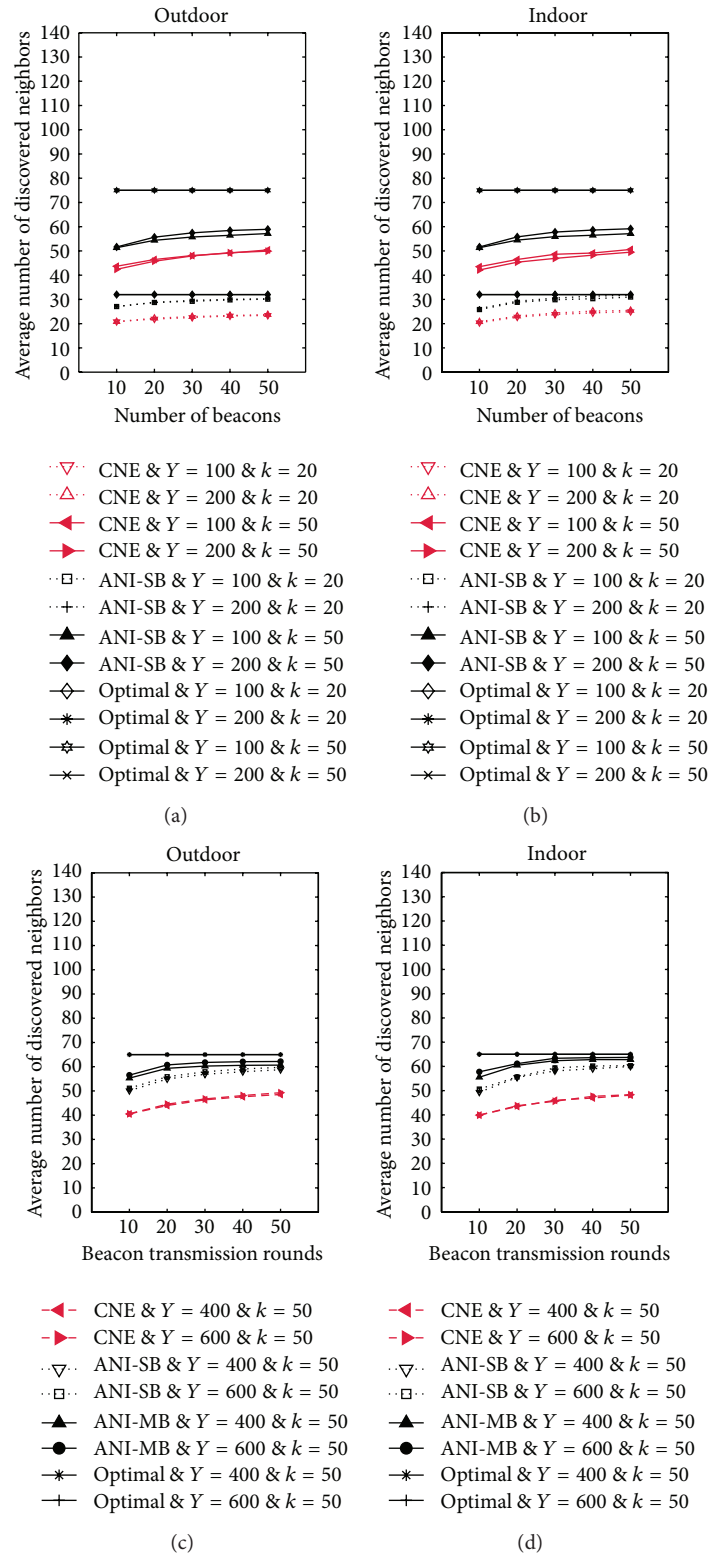 Outdoor
Average number of discovered neighbors
140
130
120
110
100
90
80
70
60
50
40
30
20
10
0
10 20 30 40 50
Number of beacons
CNE & Y = 100 & k = 20
CNE & Y = 200 & k = 20
CNE & Y = 100 & k = 50
CNE & Y = 200 & k = 50
ANI-SB & Y = 100 & k = 20
ANI-SB & Y = 200 & k = 20
ANI-SB & Y = 100 & k = 50
ANI-SB & Y = 200 & k = 50
Optimal & Y = 100 & k = 20
Optimal & Y = 200 & k = 20
Optimal & Y = 100 & k = 50
Optimal & Y = 200 & k = 50
(a)
Indoor
Average number of discovered neighbors
140
130
120
110
100
90
80
70
60
50
40
30
20
10
0
10 20 30 40 50
Number of beacons
CNE & Y = 100 & k = 20
CNE & Y = 200 & k = 20
CNE & Y = 100 & k = 50
CNE & Y = 200 & k = 50
ANI-SB & Y = 100 & k = 20
ANI-SB & Y = 200 & k = 20
ANI-SB & Y = 100 & k = 50
ANI-SB & Y = 200 & k = 50
Optimal & Y = 100 & k = 20
Optimal & Y = 200 & k = 20
Optimal & Y = 100 & k = 50
Optimal & Y = 200 & k = 50
(b)
Outdoor
Average number of discovered neighbors
140
130
120
110
100
90
80
70
60
50
40
30
20
10
0
10 20 30 40 50
Beacon transmission rounds
CNE & Y = 400 & k = 50
CNE & Y = 600 & k = 50
ANI-SB & Y = 400 & k = 50
ANI-SB & Y = 600 & k = 50
ANI-MB & Y = 400 & k = 50
ANI-MB & Y = 600 & k = 50
Optimal & Y = 400 & k = 50
Optimal & Y = 600 & k = 50
(c)
Indoor
Average number of discovered neighbors
140
130
120
110
100
90
80
70
60
50
40
30
20
10
0
10 20 30 40 50
Beacon transmission rounds
CNE & Y = 400 & k = 50
CNE & Y = 600 & k = 50
ANI-SB & Y = 400 & k = 50
ANI-SB & Y = 600 & k = 50
ANI-MB & Y = 400 & k = 50
ANI-MB & Y = 600 & k = 50
Optimal & Y = 400 & k = 50
Optimal & Y = 600 & k = 50
(d)